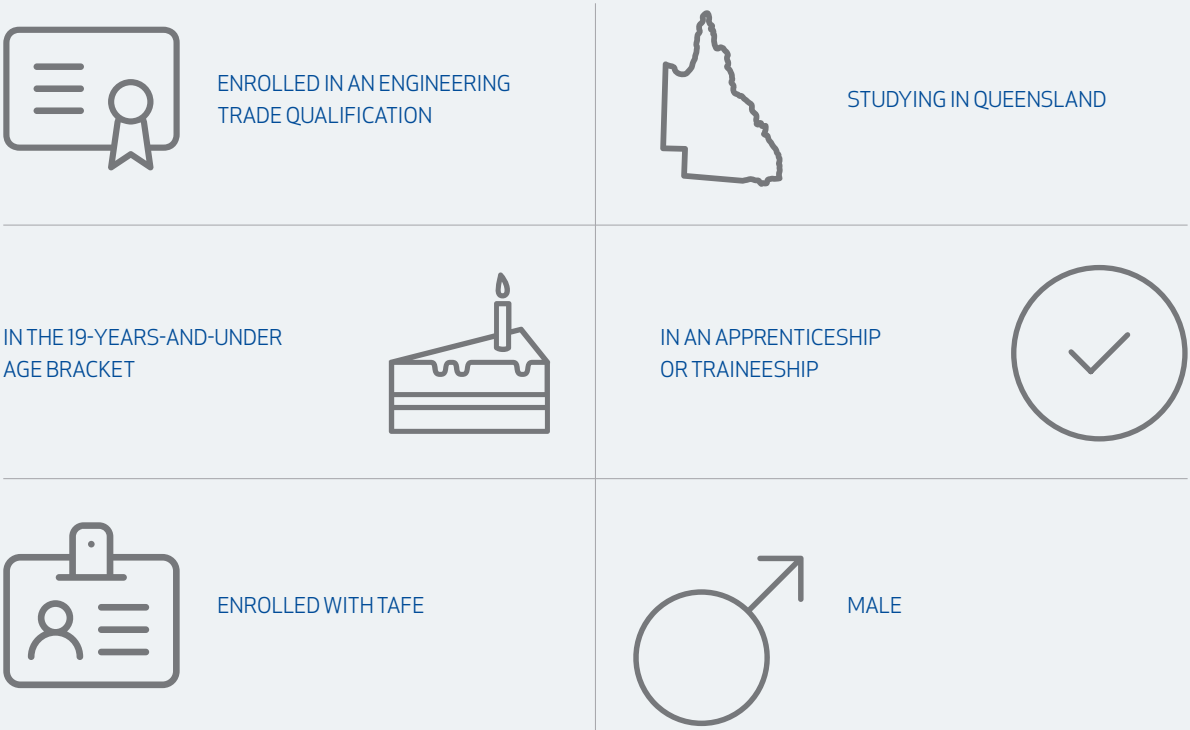 ENROLLED IN AN ENGINEERING
TRADE QUALIFICATION
STUDYING IN QUEENSLAND
IN THE 19-YEARS-AND-UNDER
AGE BRACKET
IN AN APPRENTICESHIP
OR TRAINEESHIP
ENROLLED WITH TAFE
MALE